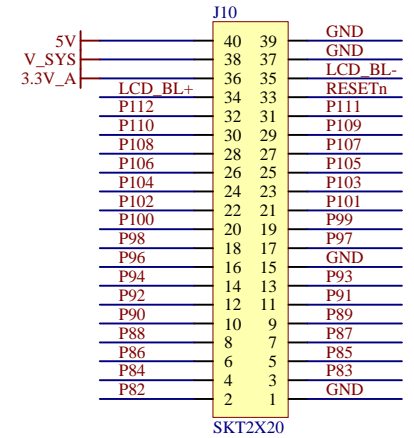 J10
5V 40 39 GND
V_SYS 38 37 GND
3.3V_A 36 35 LCD_BL-
LCD_BL+ 34 33 RESETn
P112 32 31 P111
P110 30 29 P109
P108 28 27 P107
P106 26 25 P105
P104 24 23 P103
P102 22 21 P101
P100 20 19 P99
P98 18 17 P97
P96 16 15 GND
P94 14 13 P93
P92 12 11 P91
P90 10 9 P89
P88 8 7 P87
P86 6 5 P85
P84 4 3 P83
P82 2 1 GND
SKT2X20